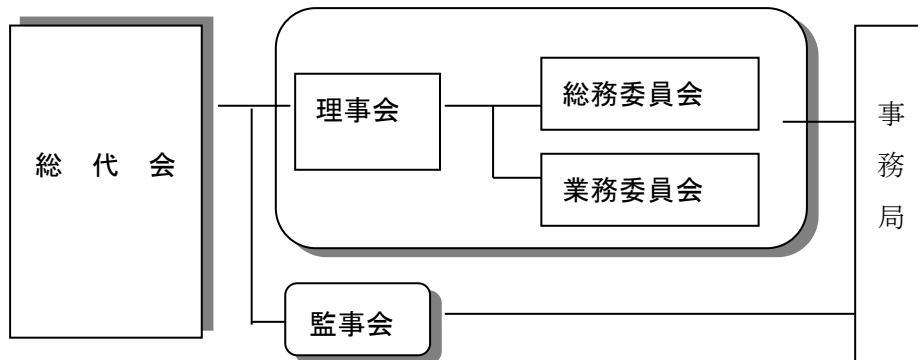 総 代 会
理事会
総務委員会
業務委員会
監事会
事務局